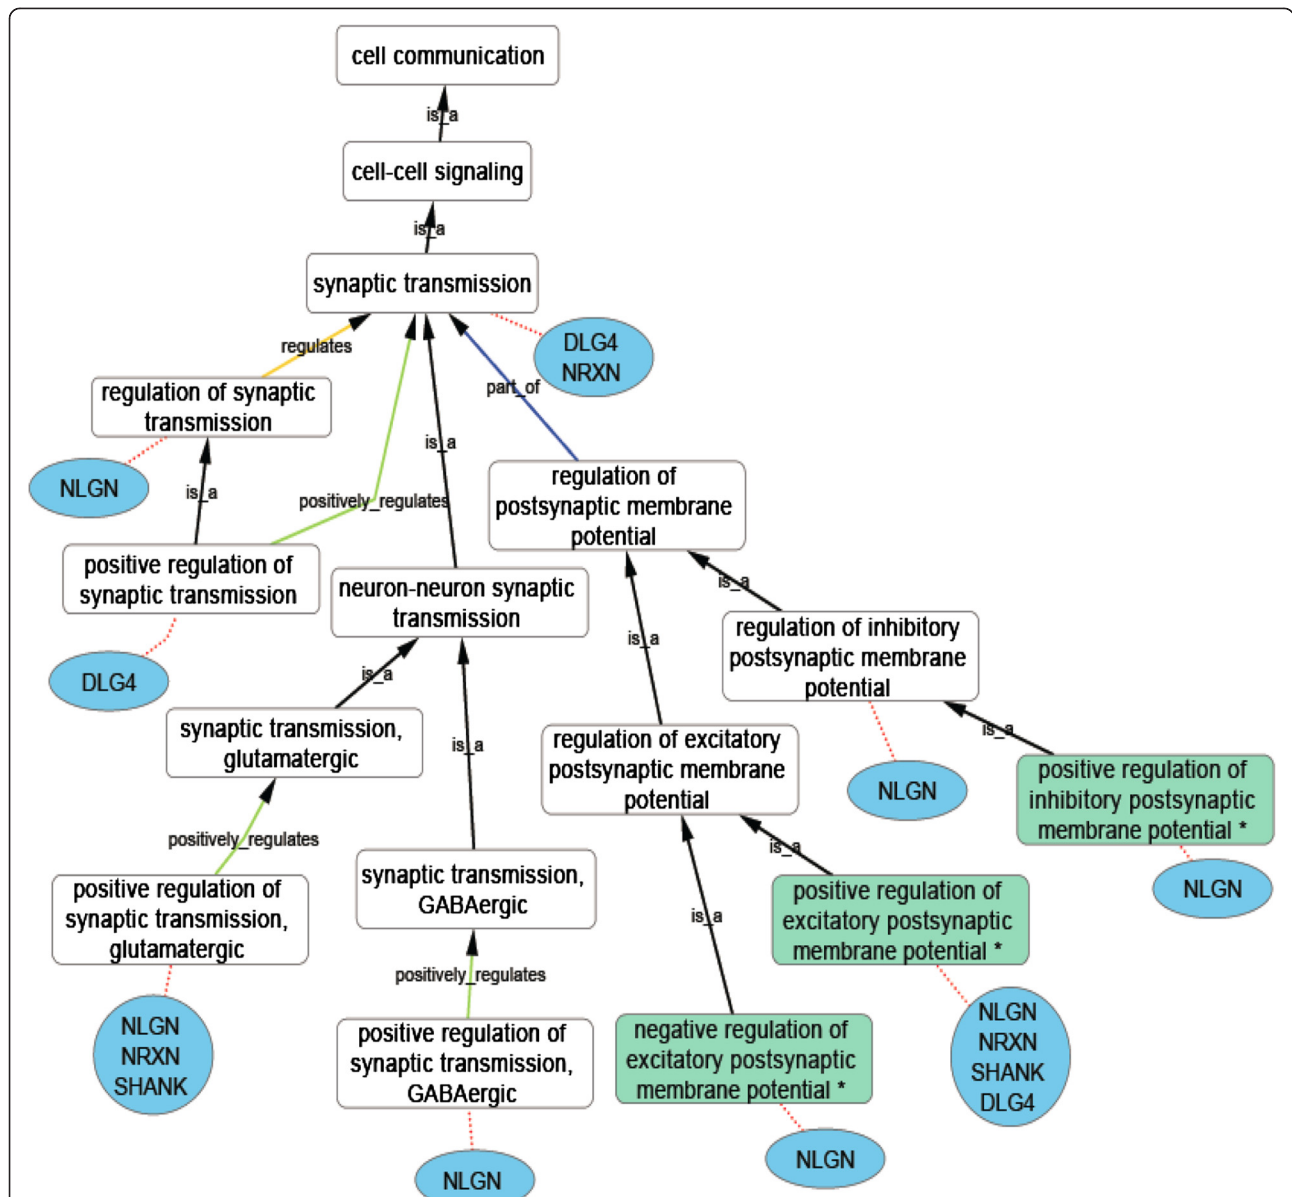 cell communication
is_a
cell-cell signaling
is_a
synaptic transmission
regulates
DLG4
NRXN
part_of
regulation of synaptic
transmission
is_a
NLGN
is_a
positively_regulates
regulation of
postsynaptic membrane
potential
positive regulation of
synaptic transmission
neuron-neuron synaptic
transmission
is_a
is_a
regulation of inhibitory
postsynaptic membrane
potential
DLG4
is_a
synaptic transmission,
glutamatergic
is_a
regulation of excitatory
postsynaptic membrane
potential
is_a
NLGN
positive regulation of
inhibitory postsynaptic
membrane potential *
positively_regulates
is_a
NLGN
positive regulation of
synaptic transmission,
glutamatergic
synaptic transmission,
GABAergic
is_a
positive regulation of
excitatory postsynaptic
membrane potential *
positively_regulates
NLGN
NRXN
SHANK
positive regulation of
synaptic transmission,
GABAergic
negative regulation of
excitatory postsynaptic
membrane potential *
NLGN
NRXN
SHANK
DLG4
NLGN
NLGN